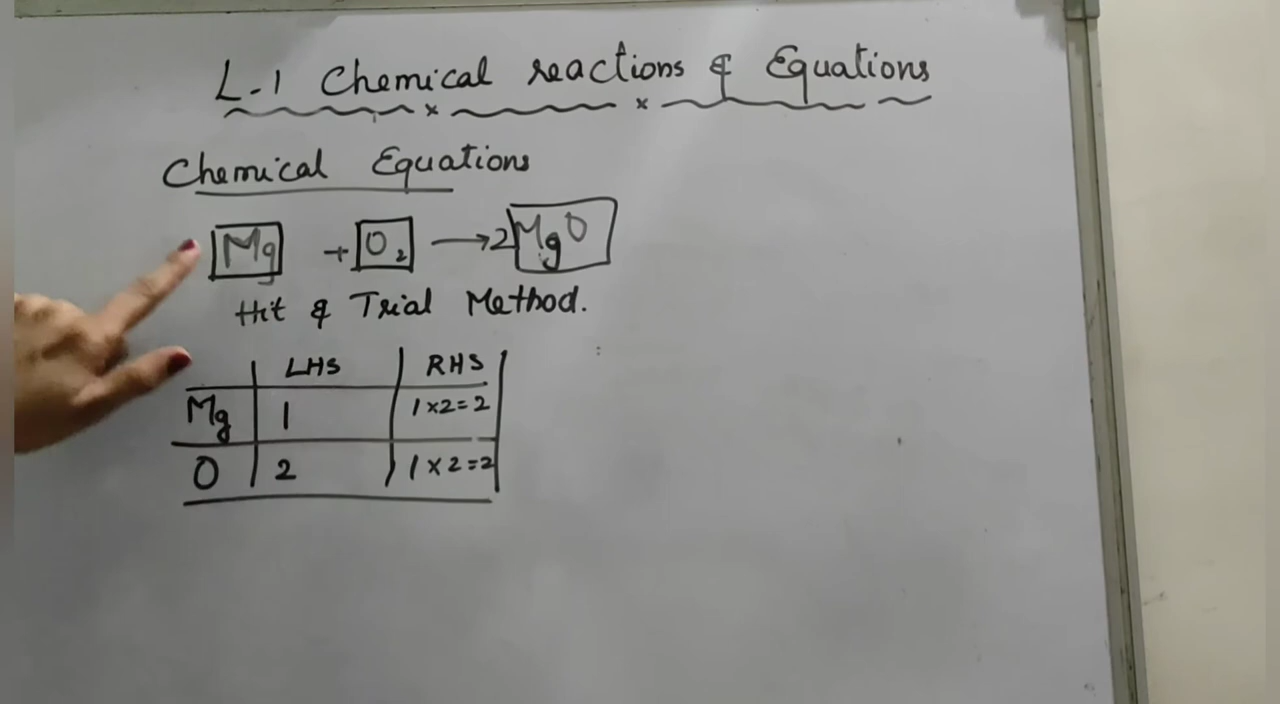 L-1 Chemical reactions & Equations
Chemical Equations
Mg + O₂ → 2MgO
Hit & Trial Method.
LHS RHS
Mg 1 1×2=2
O 2 1×2=2